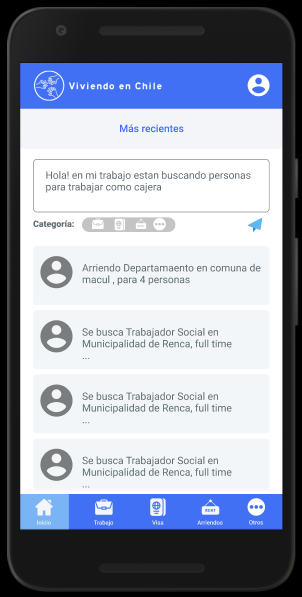 Viviendo en Chile
Más recientes
Hola! en mi trabajo estan buscando personas
para trabajar como cajera
Categoría:
Arriendo Departamaento en comuna de
macul , para 4 personas
Se busca Trabajador Social en
Municipalidad de Renca, full time
...
Se busca Trabajador Social en
Municipalidad de Renca, full time
...
Se busca Trabajador Social en
Municipalidad de Renca, full time
...
Inicio Trabajo Visa Arriendos Otros
RENT